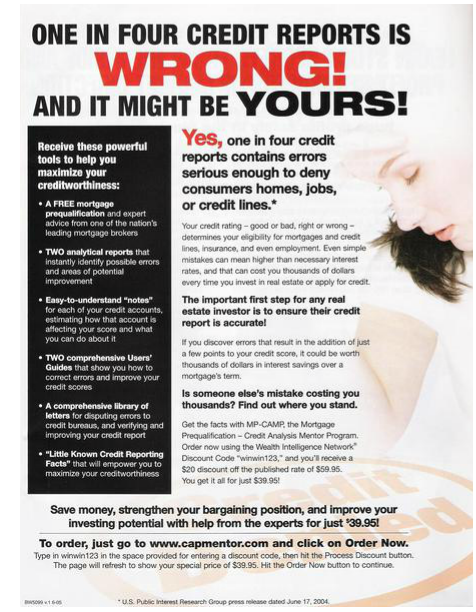 ONE IN FOUR CREDIT REPORTS IS
WRONG!
AND IT MIGHT BE YOURS!
Receive these powerful
tools to help you
maximize your
creditworthiness:
• A FREE mortgage
prequalification and expert
advice from one of the nation's
leading mortgage brokers
• TWO analytical reports that
instantly identify possible errors
and areas of potential
improvement
• Easy-to-understand "notes"
for each of your credit accounts,
estimating how that account is
affecting your score and what
you can do about it
• TWO comprehensive Users'
Guides that show you how to
correct errors and improve your
credit scores
• A comprehensive library of
letters for disputing errors to
credit bureaus, and verifying and
improving your credit report
• "Little Known Credit Reporting
Facts" that will empower you to
maximize your creditworthiness
Yes, one in four credit
reports contains errors
serious enough to deny
consumers homes, jobs,
or credit lines.*
Your credit rating – good or bad, right or wrong –
determines your eligibility for mortgages and credit
lines, insurance, and even employment. Even simple
mistakes can mean higher than necessary interest
rates, and that can cost you thousands of dollars
every time you invest in real estate or apply for credit.
The important first step for any real
estate investor is to ensure their credit
report is accurate!
If you discover errors that result in the addition of just
a few points to your credit score, it could be worth
thousands of dollars in interest savings over a
mortgage's term.
Is someone else's mistake costing you
thousands? Find out where you stand.
Get the facts with MP-CAMP, the Mortgage
Prequalification – Credit Analysis Mentor Program.
Order now using the Wealth Intelligence Network®
Discount Code "winwin123," and you'll receive a
$20 discount off the published rate of $59.95.
You get it all for just $39.95!
Save money, strengthen your bargaining position, and improve your
investing potential with help from the experts for just $39.95!
To order, just go to www.capmentor.com and click on Order Now.
Type in winwin123 in the space provided for entering a discount code, then hit the Process Discount button.
The page will refresh to show your special price of $39.95. Hit the Order Now button to continue.
BW5099 v.1 6-05
* U.S. Public Interest Research Group press release dated June 17, 2004.